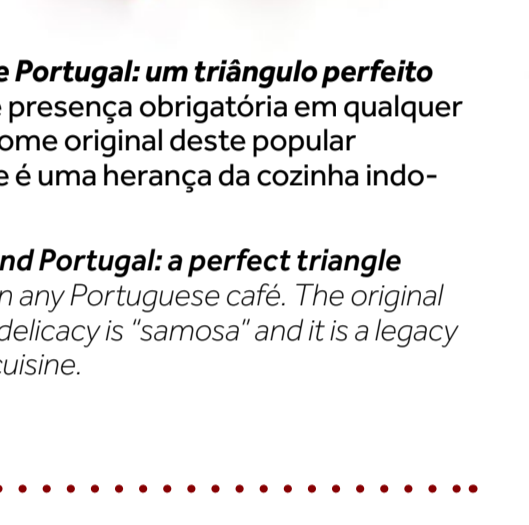 e Portugal: um triângulo perfeito
é presença obrigatória em qualquer
ome original deste popular
e é uma herança da cozinha indo-
nd Portugal: a perfect triangle
n any Portuguese café. The original
delicacy is "samosa" and it is a legacy
cuisine.